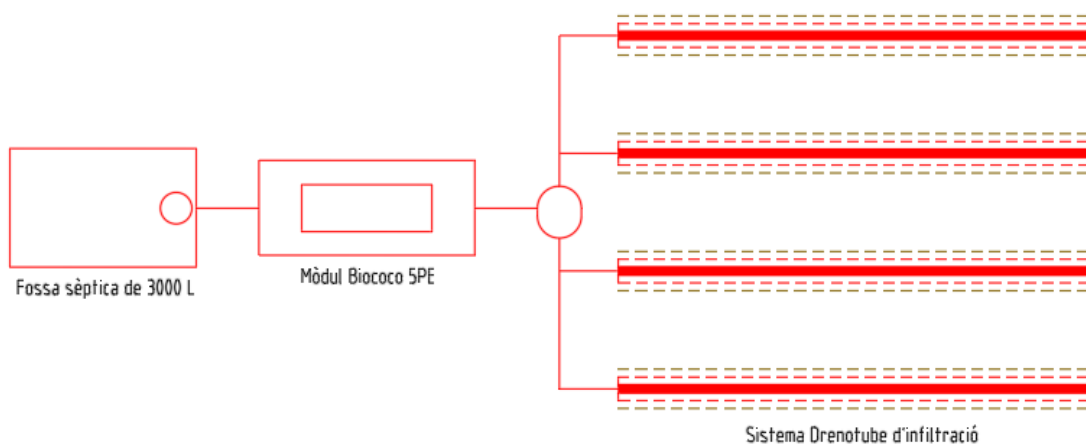 Fossa sèptica de 3000 L
Mòdul Biococo 5PE
Sistema Drenotube d'infiltració